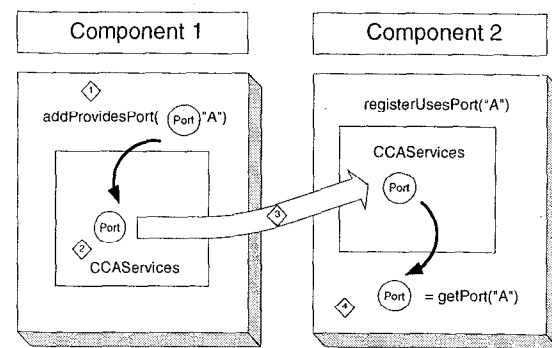 Component 1
Component 2
1
addProvidesPort( Port "A")
Port
2
CCAServices
3
registerUsesPort("A")
CCAServices
Port
4
Port = getPort("A")